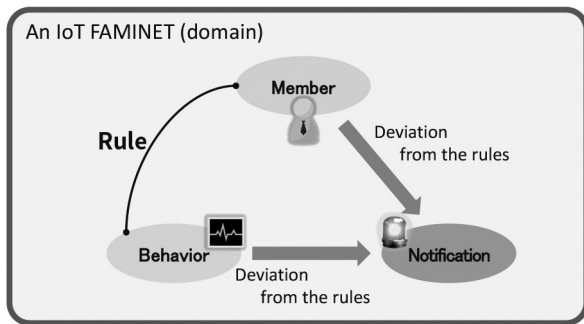 An IoT FAMINET (domain)
Member
Rule
Deviation
from the rules
Behavior
Notification
Deviation
from the rules